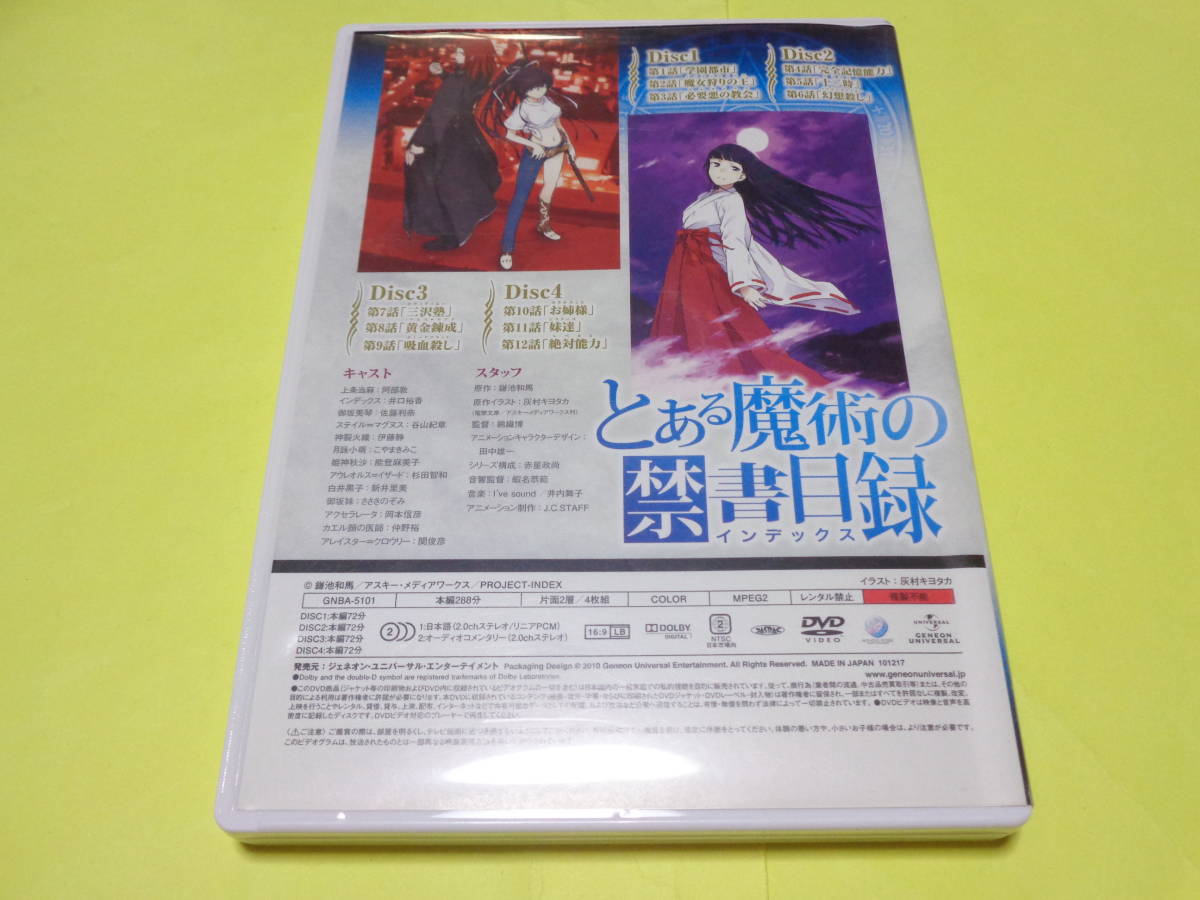 Disc1
第1話「学園都市」
第2話「魔女狩りの王」
第3話「必要悪の教会」
Disc2
第4話「完全記憶能力」
第5話「十二時」
第6話「幻想殺し」
Disc3
第7話「三沢塾」
第8話「黄金錬成」
第9話「吸血殺し」
Disc4
第10話「お姉様」
第11話「妹達」
第12話「絶対能力」
キャスト
上条当麻：阿部敦
インデックス：井口裕香
御坂美琴：佐藤利奈
ステイル＝マグヌス：谷山紀章
神裂火織：伊藤静
月詠小萌：こやまきみこ
姫神秋沙：能登麻美子
アウレオルス＝イザード：杉田智和
白井黒子：新井里美
御坂妹：ささきのぞみ
アクセラレータ：岡本信彦
カエル顔の医師：仲野裕
アレイスター＝クロウリー：関俊彦
スタッフ
原作：鎌池和馬
原作イラスト：灰村キヨタカ
（電撃文庫／アスキー・メディアワークス刊）
監督：錦織博
アニメーションキャラクターデザイン：
田中雄一
シリーズ構成：赤星政尚
音響監督：蝦名恭範
音楽：I've sound／井内舞子
アニメーション制作：J.C.STAFF
とある魔術の
禁書目録
インデックス
© 鎌池和馬／アスキー・メディアワークス／PROJECT-INDEX
イラスト：灰村キヨタカ
GNBA-5101 本編288分 片面2層／4枚組 COLOR MPEG2 レンタル禁止 複製不能
DISC1:本編72分
DISC2:本編72分
DISC3:本編72分
DISC4:本編72分
2 1:日本語（2.0chステレオ/リニアPCM）
2:オーディオコメンタリー（2.0chステレオ）
16:9 LB
DOLBY DIGITAL
2 NTSC 日本市場向
DVD VIDEO
UNIVERSAL
GENEON UNIVERSAL
発売元：ジェネオン・ユニバーサル・エンターテイメント Packaging Design © 2010 Geneon Universal Entertainment. All Rights Reserved. MADE IN JAPAN 101217
●Dolby and the double-D symbol are registered trademarks of Dolby Laboratories.
www.geneonuniversal.jp